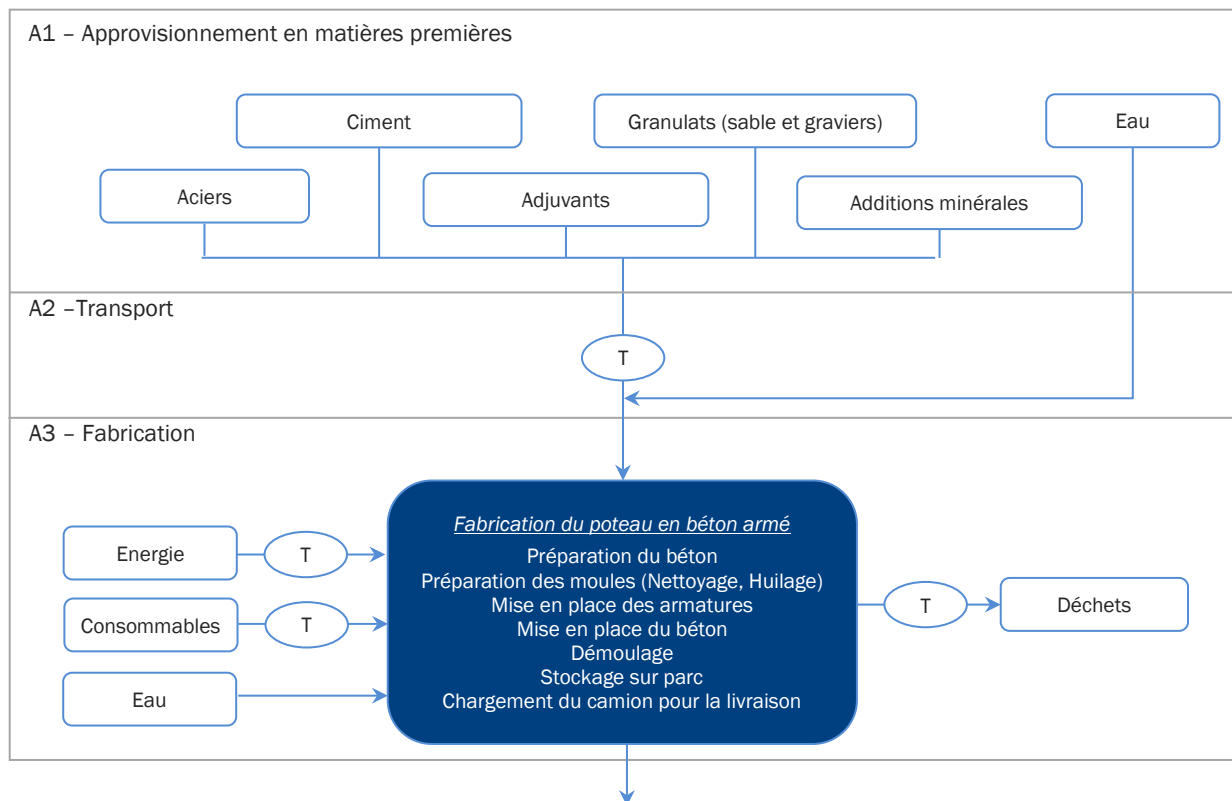 A1 – Approvisionnement en matières premières
Ciment
Granulats (sable et graviers)
Eau
Aciers
Adjuvants
Additions minérales
A2 –Transport
T
A3 – Fabrication
Fabrication du poteau en béton armé
Préparation du béton
Préparation des moules (Nettoyage, Huilage)
Mise en place des armatures
Mise en place du béton
Démoulage
Stockage sur parc
Chargement du camion pour la livraison
Energie
T
Consommables
T
Eau
T
Déchets